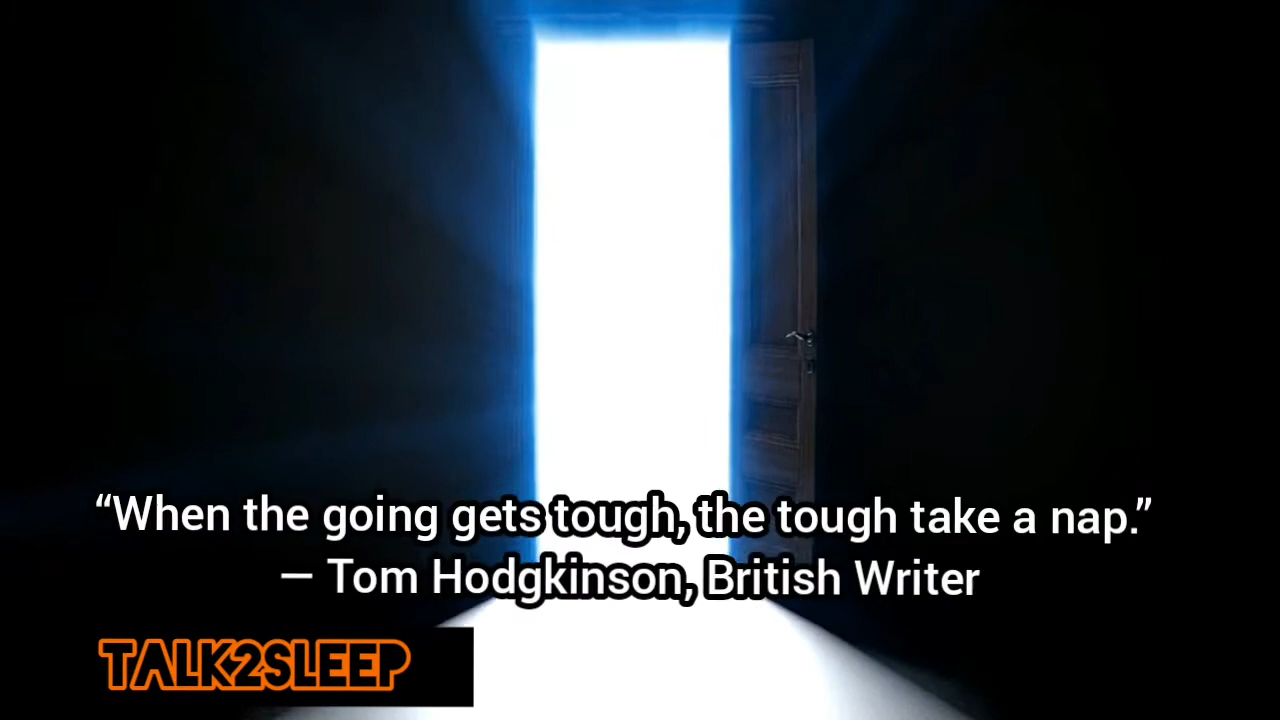 “When the going gets tough, the tough take a nap.”
— Tom Hodgkinson, British Writer
TALK2SLEEP